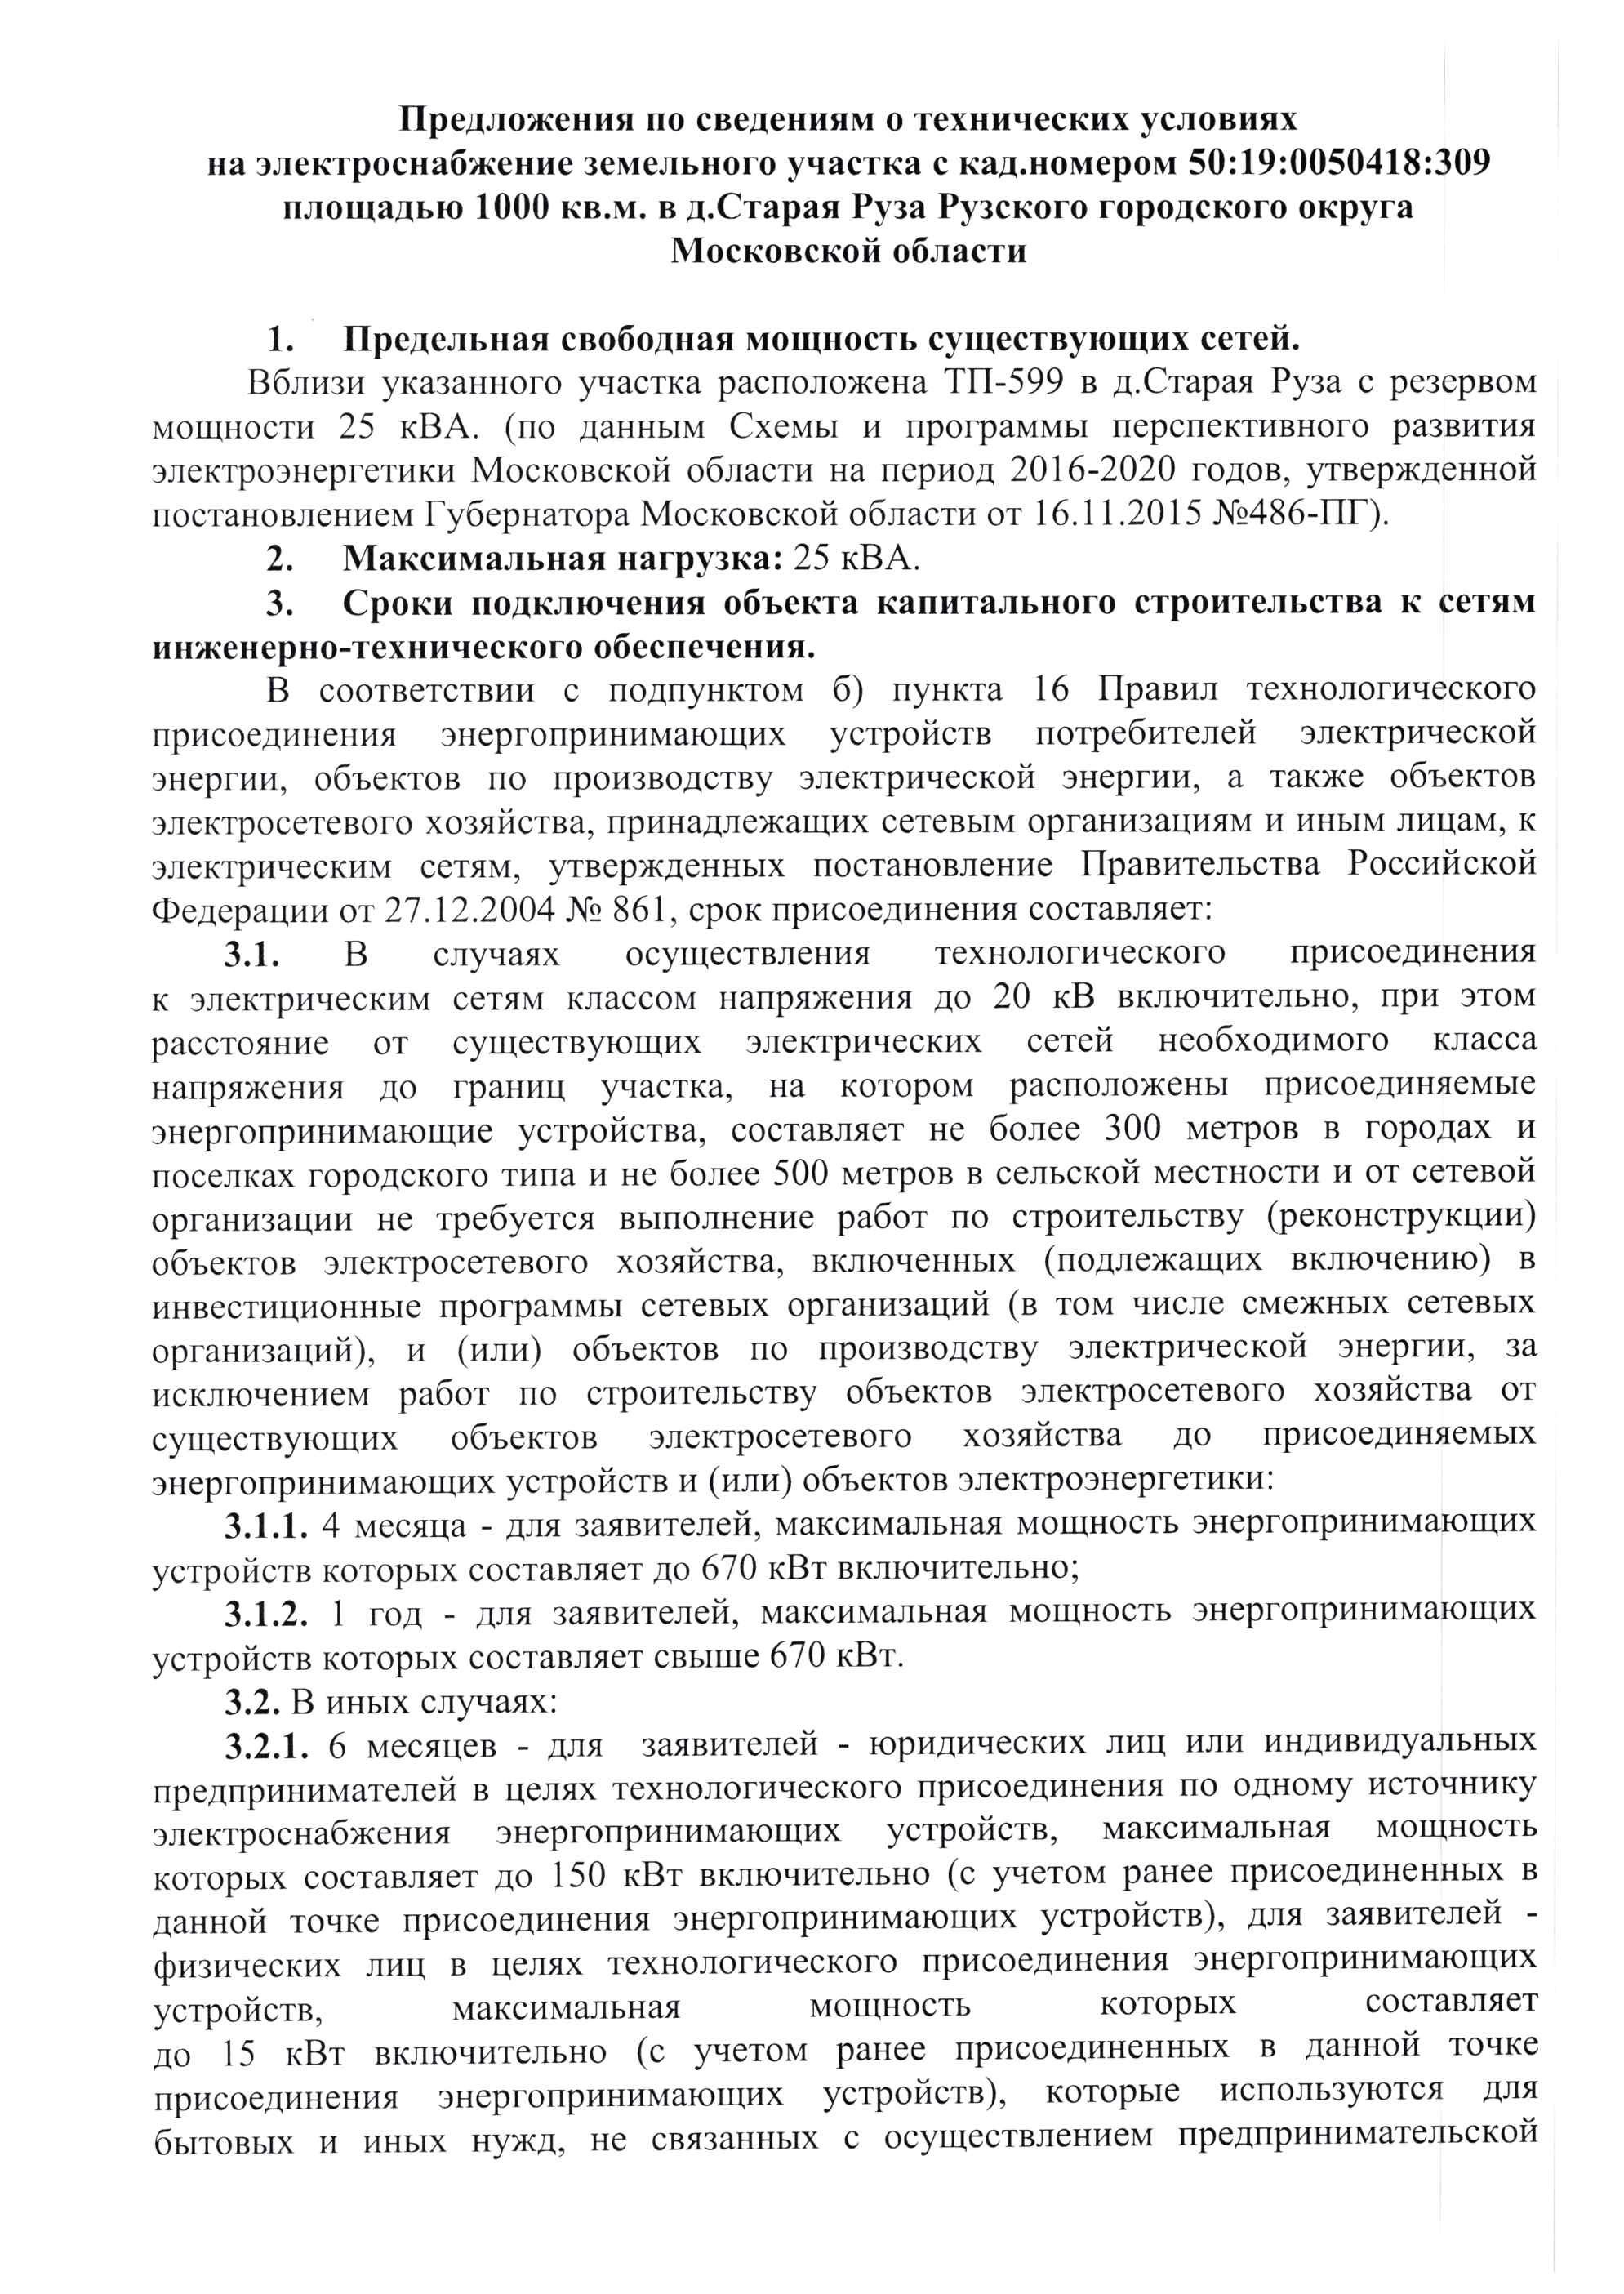 Предложения по сведениям о технических условиях
на электроснабжение земельного участка с кад.номером 50:19:0050418:309
площадью 1000 кв.м. в д.Старая Руза Рузского городского округа
Московской области
1. Предельная свободная мощность существующих сетей.
Вблизи указанного участка расположена ТП-599 в д.Старая Руза с резервом
мощности 25 кВА. (по данным Схемы и программы перспективного развития
электроэнергетики Московской области на период 2016-2020 годов, утвержденной
постановлением Губернатора Московской области от 16.11.2015 №486-ПГ).
2. Максимальная нагрузка: 25 кВА.
3. Сроки подключения объекта капитального строительства к сетям
инженерно-технического обеспечения.
В соответствии с подпунктом б) пункта 16 Правил технологического
присоединения энергопринимающих устройств потребителей электрической
энергии, объектов по производству электрической энергии, а также объектов
электросетевого хозяйства, принадлежащих сетевым организациям и иным лицам, к
электрическим сетям, утвержденных постановление Правительства Российской
Федерации от 27.12.2004 № 861, срок присоединения составляет:
3.1. В случаях осуществления технологического присоединения
к электрическим сетям классом напряжения до 20 кВ включительно, при этом
расстояние от существующих электрических сетей необходимого класса
напряжения до границ участка, на котором расположены присоединяемые
энергопринимающие устройства, составляет не более 300 метров в городах и
поселках городского типа и не более 500 метров в сельской местности и от сетевой
организации не требуется выполнение работ по строительству (реконструкции)
объектов электросетевого хозяйства, включенных (подлежащих включению) в
инвестиционные программы сетевых организаций (в том числе смежных сетевых
организаций), и (или) объектов по производству электрической энергии, за
исключением работ по строительству объектов электросетевого хозяйства от
существующих объектов электросетевого хозяйства до присоединяемых
энергопринимающих устройств и (или) объектов электроэнергетики:
3.1.1. 4 месяца - для заявителей, максимальная мощность энергопринимающих
устройств которых составляет до 670 кВт включительно;
3.1.2. 1 год - для заявителей, максимальная мощность энергопринимающих
устройств которых составляет свыше 670 кВт.
3.2. В иных случаях:
3.2.1. 6 месяцев - для заявителей - юридических лиц или индивидуальных
предпринимателей в целях технологического присоединения по одному источнику
электроснабжения энергопринимающих устройств, максимальная мощность
которых составляет до 150 кВт включительно (с учетом ранее присоединенных в
данной точке присоединения энергопринимающих устройств), для заявителей -
физических лиц в целях технологического присоединения энергопринимающих
устройств, максимальная мощность которых составляет
до 15 кВт включительно (с учетом ранее присоединенных в данной точке
присоединения энергопринимающих устройств), которые используются для
бытовых и иных нужд, не связанных с осуществлением предпринимательской